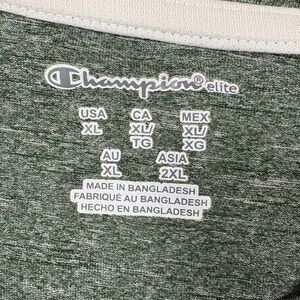 Champion® elite
USA CA MEX
XL XL/ XL/
TG XG
AU ASIA
XL 2XL
MADE IN BANGLADESH
FABRIQUÉ AU BANGLADESH
HECHO EN BANGLADESH